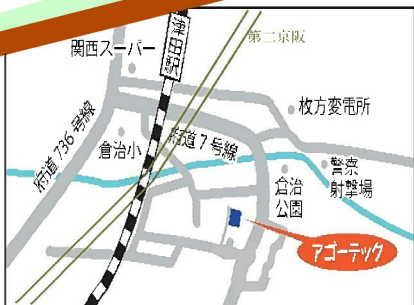 津田駅
第二京阪
関西スーパー
枚方変電所
府道736号線
倉治小
府道7号線
警察
射撃場
倉治
公園
アゴーテック